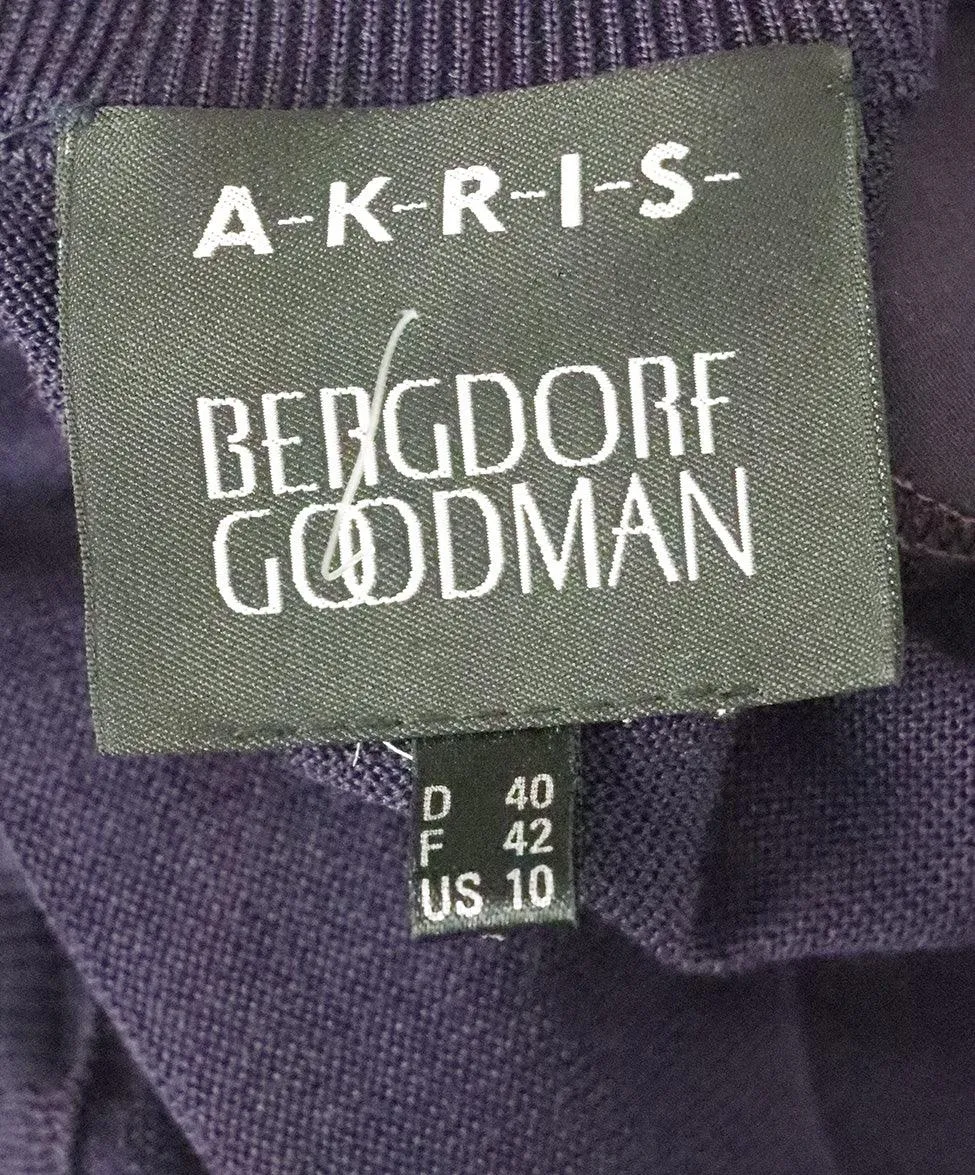 A-K-R-I-S-
BERGDORF
GOODMAN
D 40
F 42
US 10